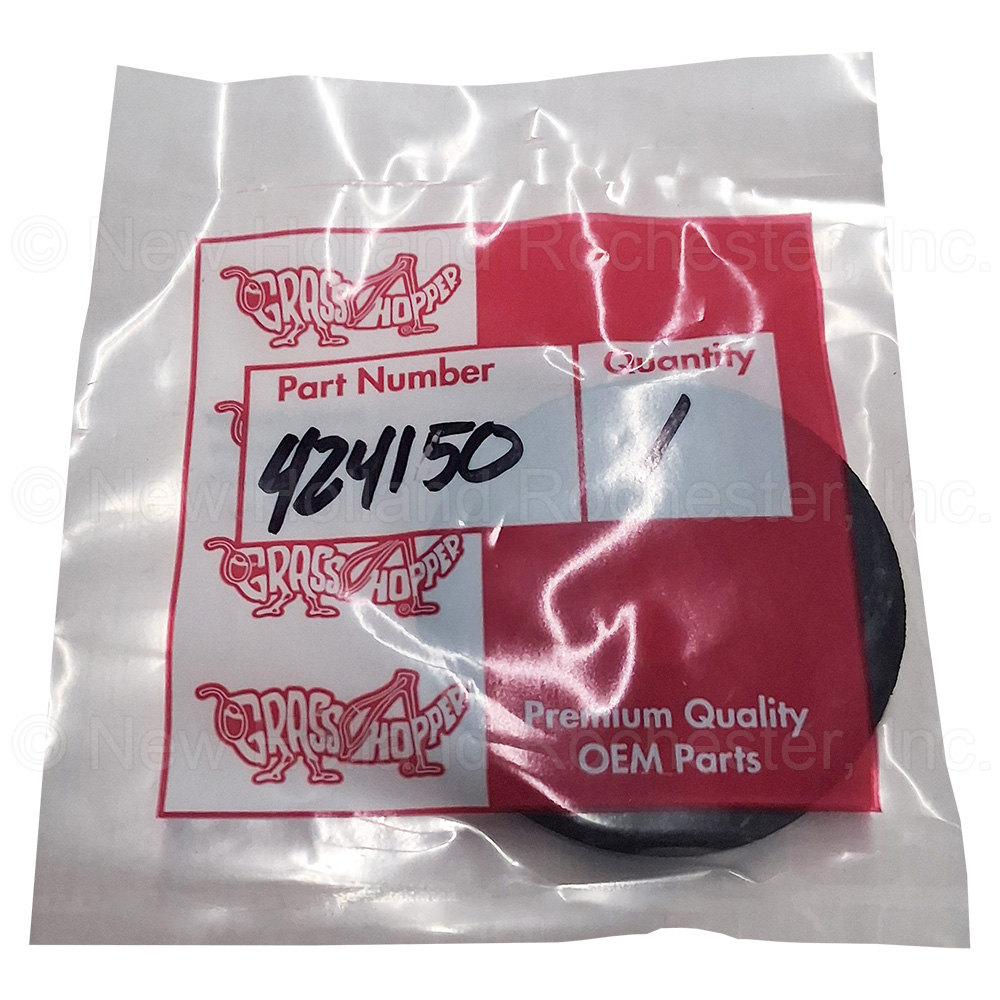 © New Holland Rochester, Inc.
GRASSHOPPER®
Part Number
Quantity
424150
1
© New Holland Rochester, Inc.
GRASSHOPPER®
GRASSHOPPER®
Premium Quality
© New Holland Rochester, Inc.
OEM Parts